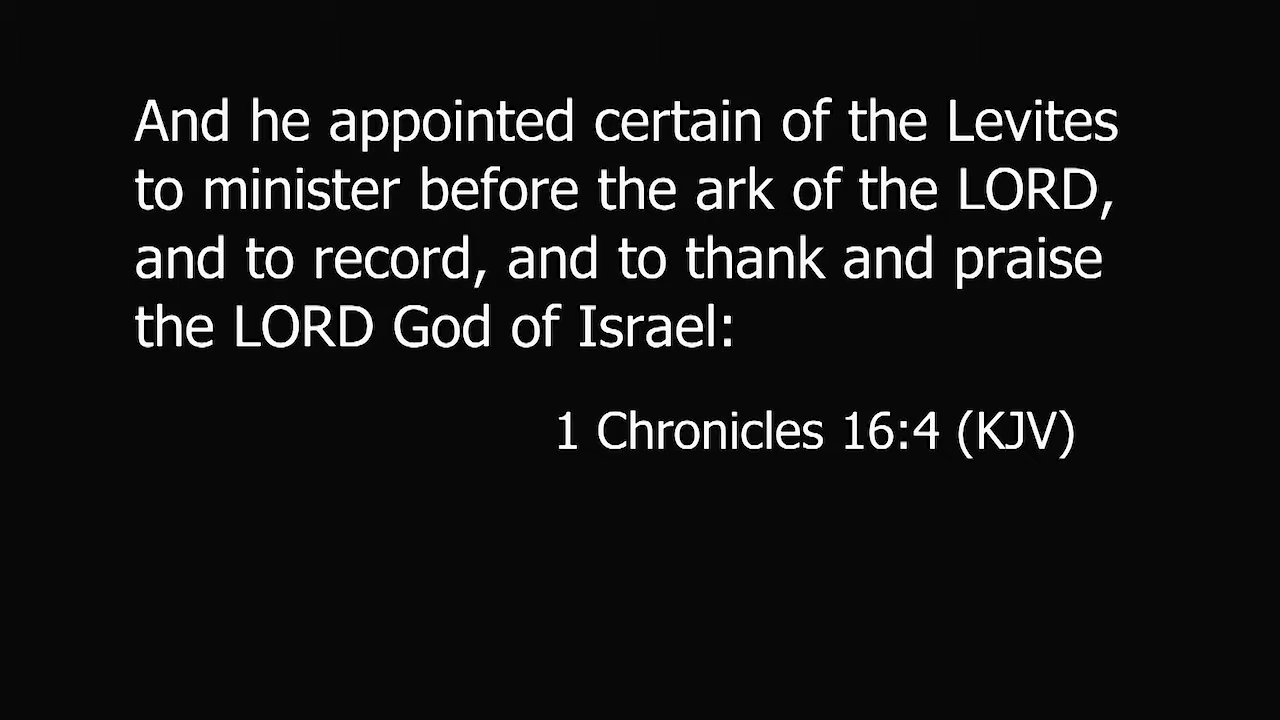 And he appointed certain of the Levites
to minister before the ark of the LORD,
and to record, and to thank and praise
the LORD God of Israel:
1 Chronicles 16:4 (KJV)